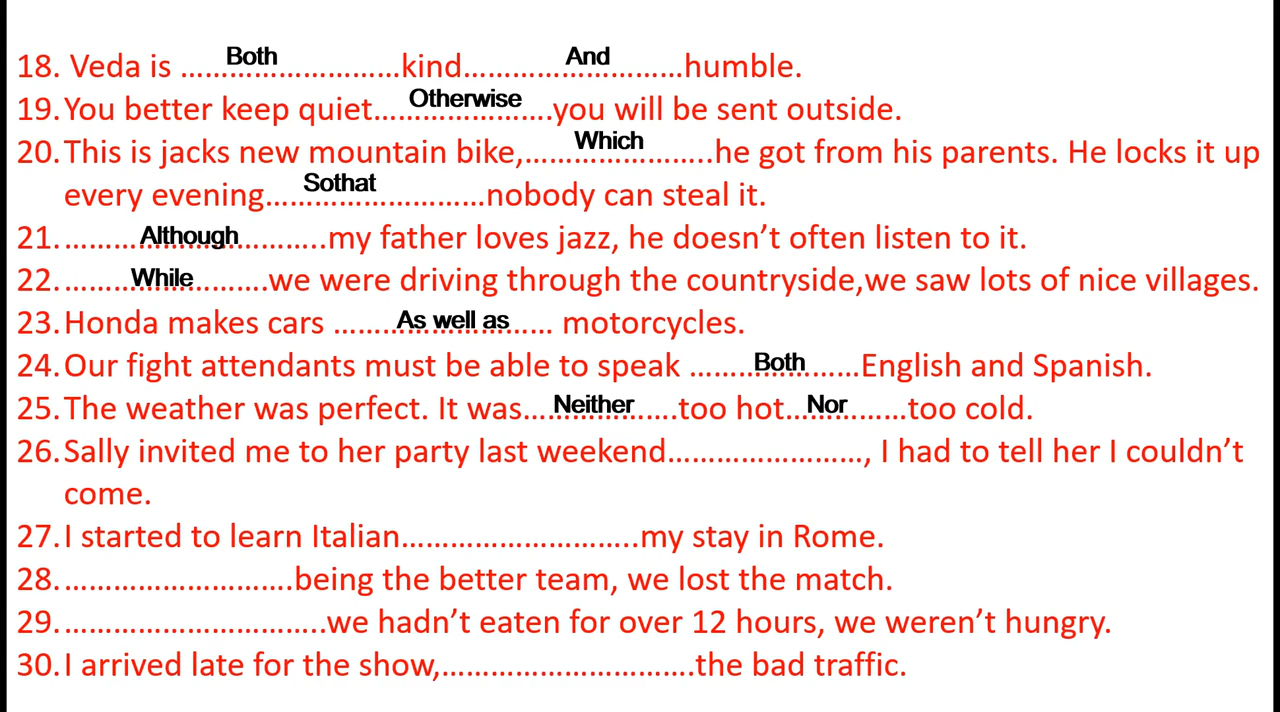 18. Veda is ......Both......kind......And......humble.
19. You better keep quiet......Otherwise......you will be sent outside.
20. This is jacks new mountain bike,......Which......he got from his parents. He locks it up
every evening......Sothat......nobody can steal it.
21. ......Although......my father loves jazz, he doesn't often listen to it.
22. ......While......we were driving through the countryside,we saw lots of nice villages.
23. Honda makes cars ......As well as...... motorcycles.
24. Our fight attendants must be able to speak ......Both......English and Spanish.
25. The weather was perfect. It was......Neither......too hot......Nor......too cold.
26. Sally invited me to her party last weekend......................, I had to tell her I couldn't
come.
27. I started to learn Italian..........................my stay in Rome.
28. .........................being the better team, we lost the match.
29. .............................we hadn't eaten for over 12 hours, we weren't hungry.
30. I arrived late for the show,............................the bad traffic.